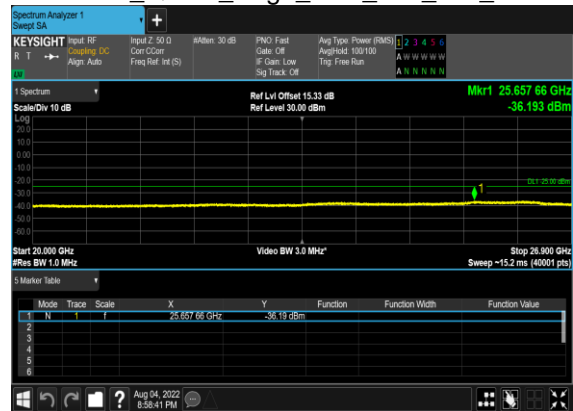 Spectrum Analyzer 1
Swept SA
+
KEYSIGHT Input: RF Input Z: 50 Ω #Atten: 30 dB PNO: Fast Avg Type: Power (RMS) 1 2 3 4 5 6
R T Coupling: DC Corr CCorr Gate: Off Avg|Hold: 100/100 A W W W W W
Align: Auto Freq Ref: Int (S) IF Gain: Low Trig: Free Run
LW Sig Track: Off A N N N N N
1 Spectrum Ref Lvl Offset 15.33 dB Mkr1 25.657 66 GHz
Scale/Div 10 dB Ref Level 30.00 dBm -36.193 dBm
Log
20.0
10.0
0.00
-10.0
-20.0
1 DL1 -25.00 dBm
-30.0
-40.0
-50.0
-60.0
Start 20.000 GHz Video BW 3.0 MHz* Stop 26.900 GHz
#Res BW 1.0 MHz Sweep ~15.2 ms (40001 pts)
5 Marker Table
Mode Trace Scale X Y Function Function Width Function Value
1 N 1 f 25.657 66 GHz -36.19 dBm
2
3
4
5
6
? Aug 04, 2022
8:58:41 PM